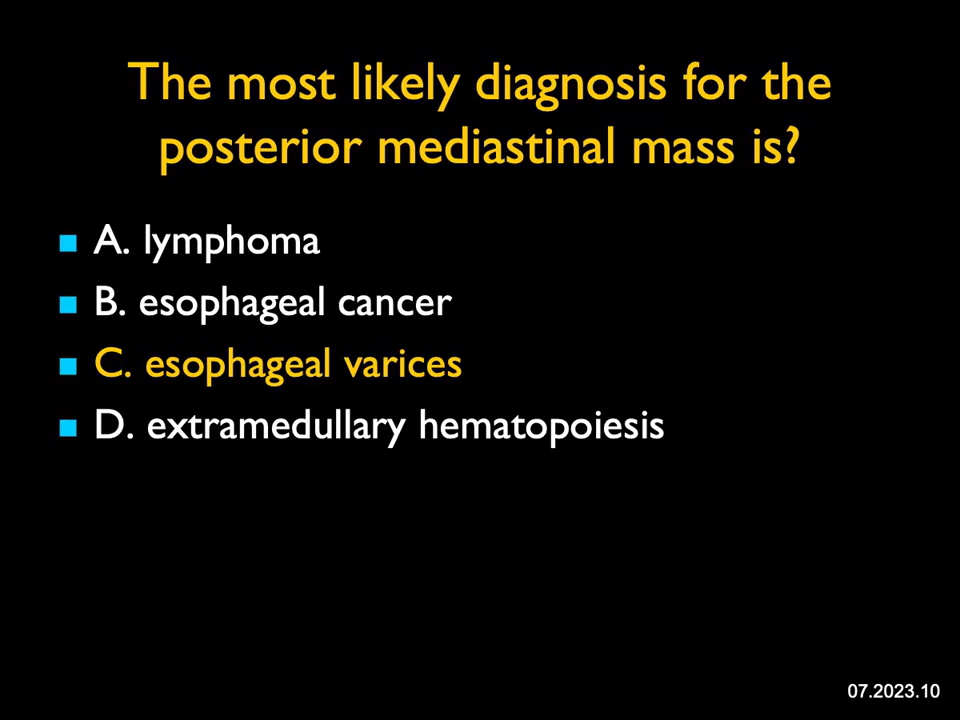 The most likely diagnosis for the
posterior mediastinal mass is?
A. lymphoma
B. esophageal cancer
C. esophageal varices
D. extramedullary hematopoiesis
07.2023.10